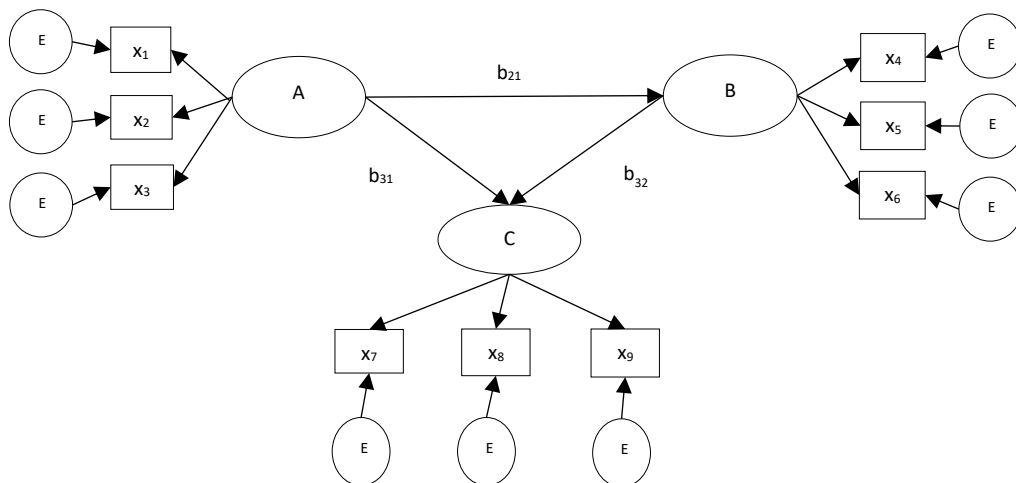 E
x₁
A
b₂₁
B
x₄
E
E
x₂
x₅
E
E
x₃
b₃₁
b₃₂
x₆
E
C
x₇
x₈
x₉
E
E
E